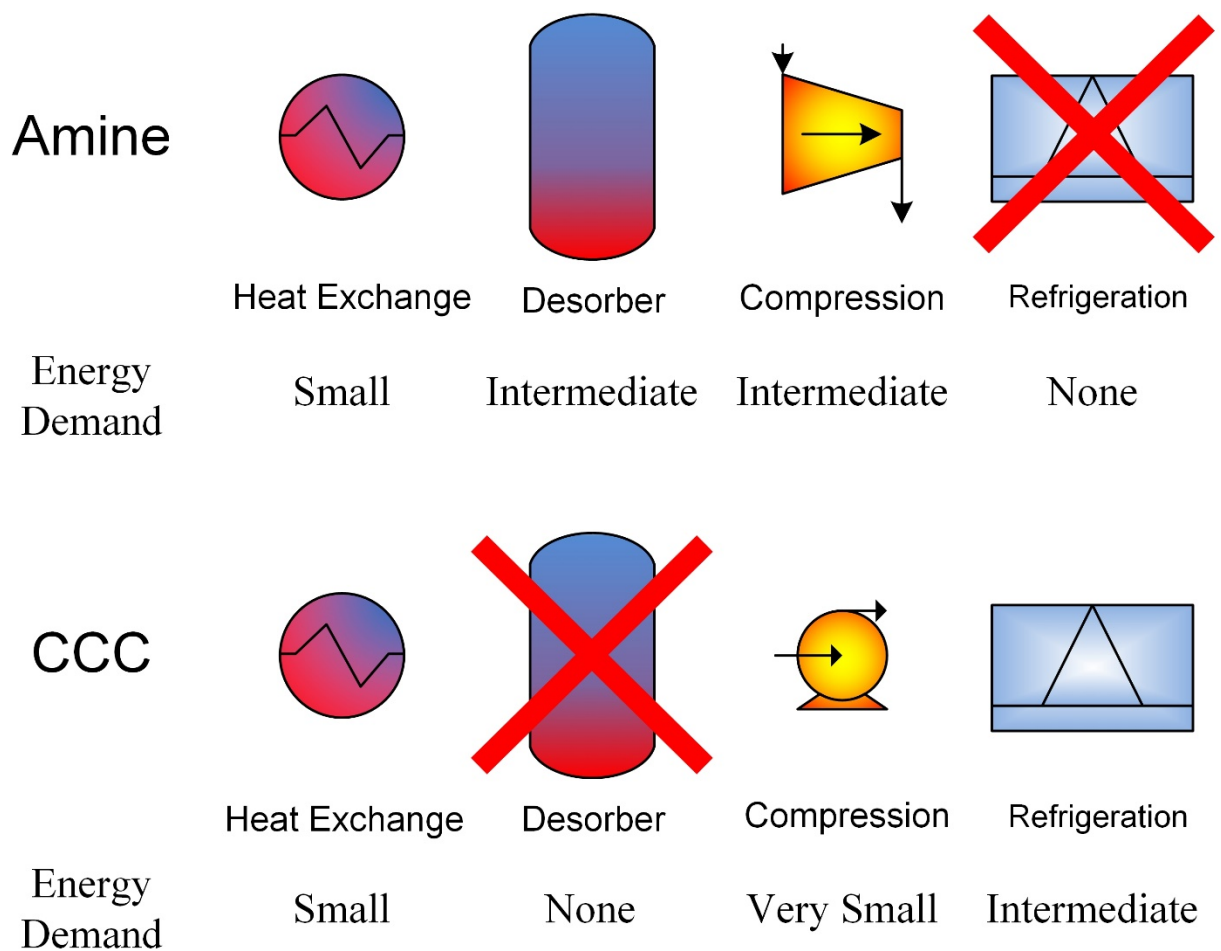 Amine
Heat Exchange Desorber Compression Refrigeration
Energy
Demand
Small Intermediate Intermediate None
CCC
Heat Exchange Desorber Compression Refrigeration
Energy
Demand
Small None Very Small Intermediate